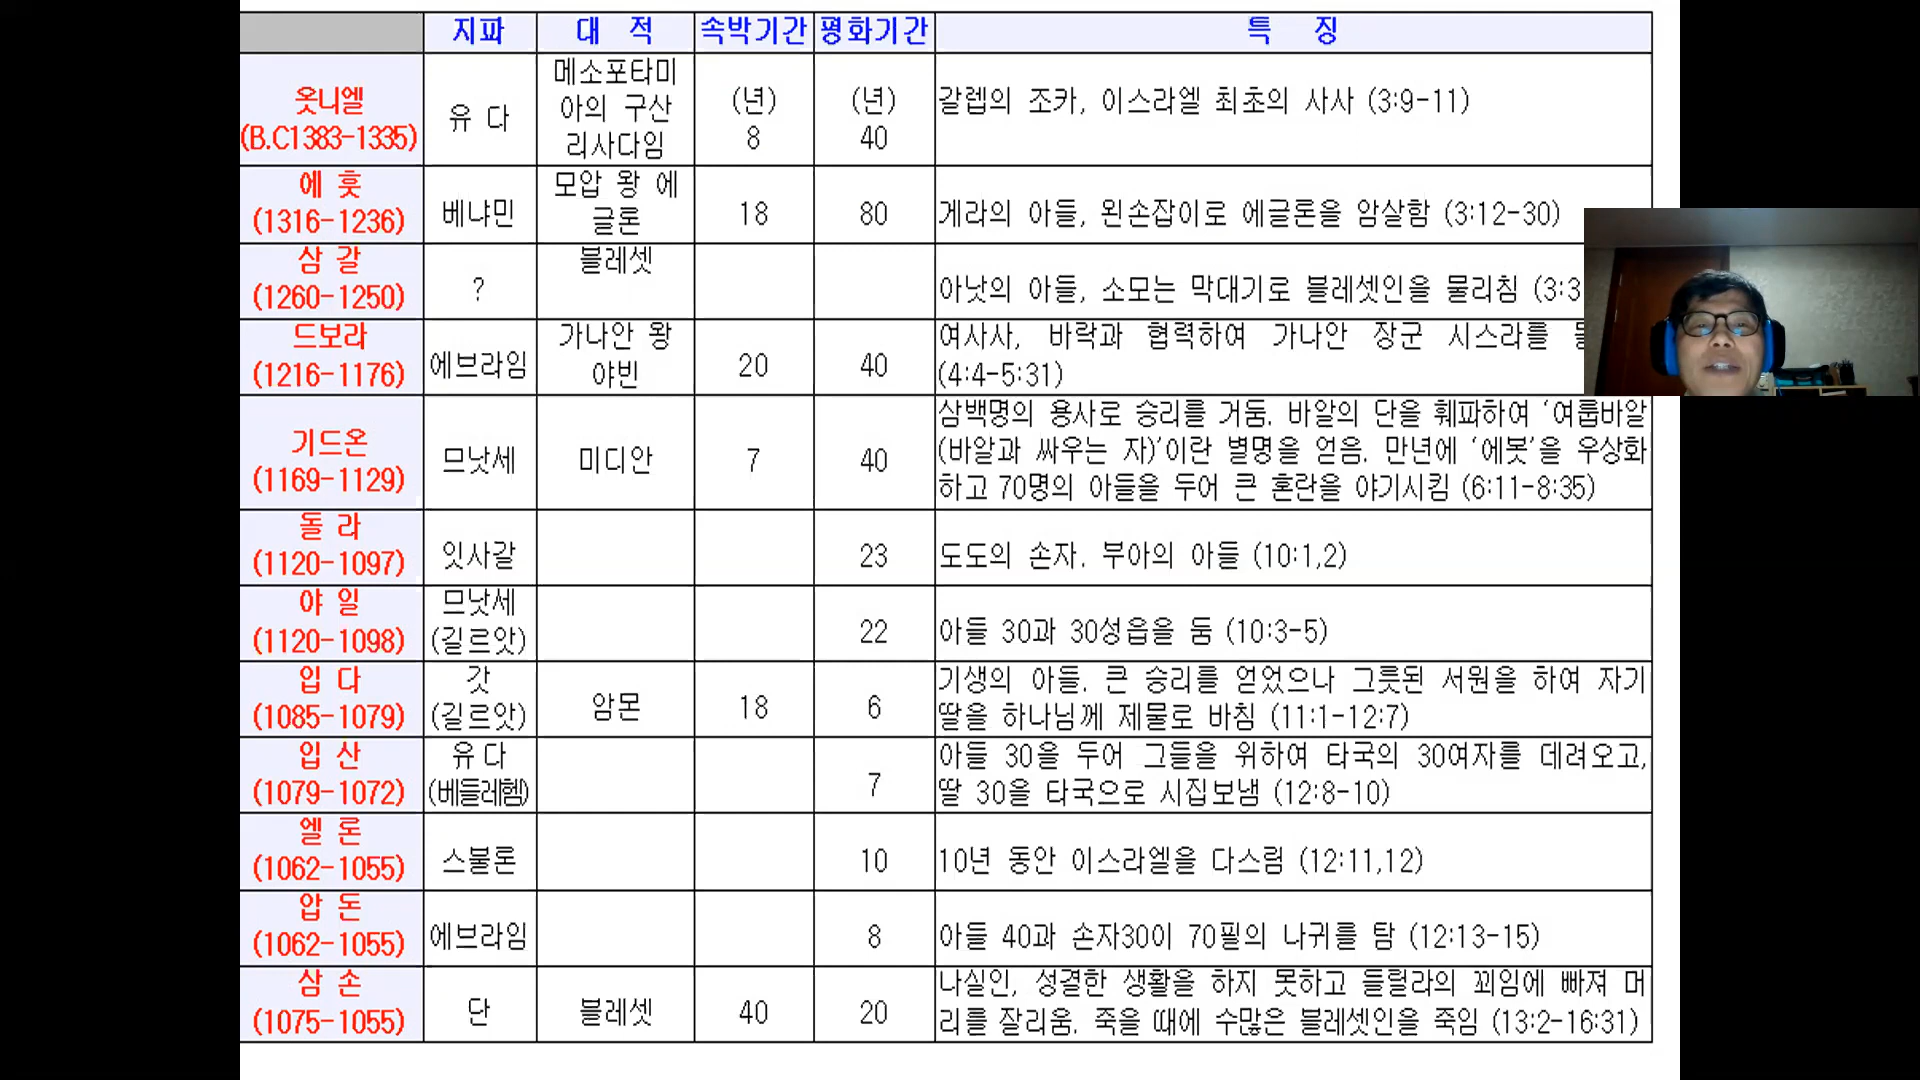 지파 대 적 속박기간 평화기간 특 징
옷니엘
(B.C1383-1335)
유 다
메소포타미
아의 구산
리사다임
(년)
8
(년)
40
갈렙의 조카, 이스라엘 최초의 사사 (3:9-11)
에 훗
(1316-1236)
베냐민
모압 왕 에
글론
18
80
게라의 아들, 왼손잡이로 에글론을 암살함 (3:12-30)
삼 갈
(1260-1250)
?
블레셋
아낫의 아들, 소모는 막대기로 블레셋인을 물리침 (3:3
드보라
(1216-1176)
에브라임
가나안 왕
야빈
20
40
여사사, 바락과 협력하여 가나안 장군 시스라를
(4:4-5:31)
기드온
(1169-1129)
므낫세
미디안
7
40
삼백명의 용사로 승리를 거둠. 바알의 단을 훼파하여 '여룹바알
(바알과 싸우는 자)'이란 별명을 얻음. 만년에 '에봇'을 우상화
하고 70명의 아들을 두어 큰 혼란을 야기시킴 (6:11-8:35)
돌 라
(1120-1097)
잇사갈
23
도도의 손자. 부아의 아들 (10:1,2)
야 일
(1120-1098)
므낫세
(길르앗)
22
아들 30과 30성읍을 둠 (10:3-5)
입 다
(1085-1079)
갓
(길르앗)
암몬
18
6
기생의 아들. 큰 승리를 얻었으나 그릇된 서원을 하여 자기
딸을 하나님께 제물로 바침 (11:1-12:7)
입 산
(1079-1072)
유 다
(베들레헴)
7
아들 30을 두어 그들을 위하여 타국의 30여자를 데려오고,
딸 30을 타국으로 시집보냄 (12:8-10)
엘 론
(1062-1055)
스불론
10
10년 동안 이스라엘을 다스림 (12:11,12)
압 돈
(1062-1055)
에브라임
8
아들 40과 손자30이 70필의 나귀를 탐 (12:13-15)
삼 손
(1075-1055)
단
블레셋
40
20
나실인, 성결한 생활을 하지 못하고 들릴라의 꾀임에 빠져 머
리를 잘리움. 죽을 때에 수많은 블레셋인을 죽임 (13:2-16:31)